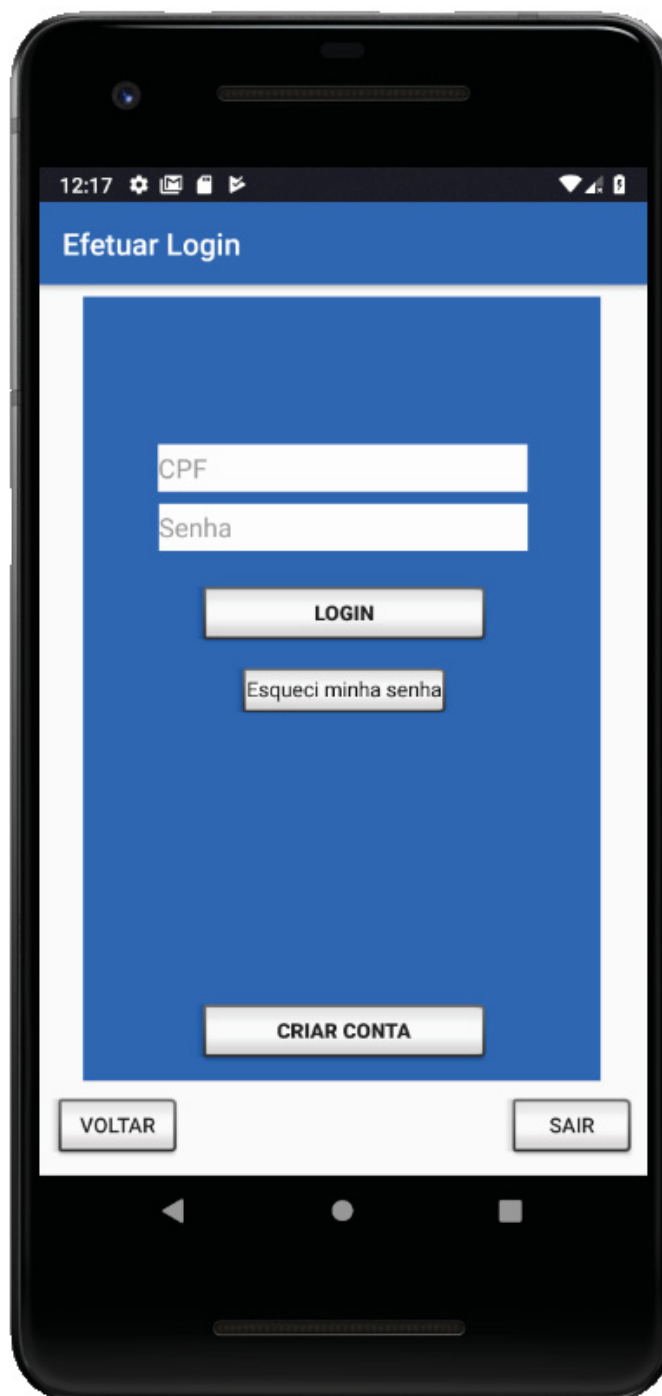 12:17
Efetuar Login
CPF
Senha
LOGIN
Esqueci minha senha
CRIAR CONTA
VOLTAR
SAIR